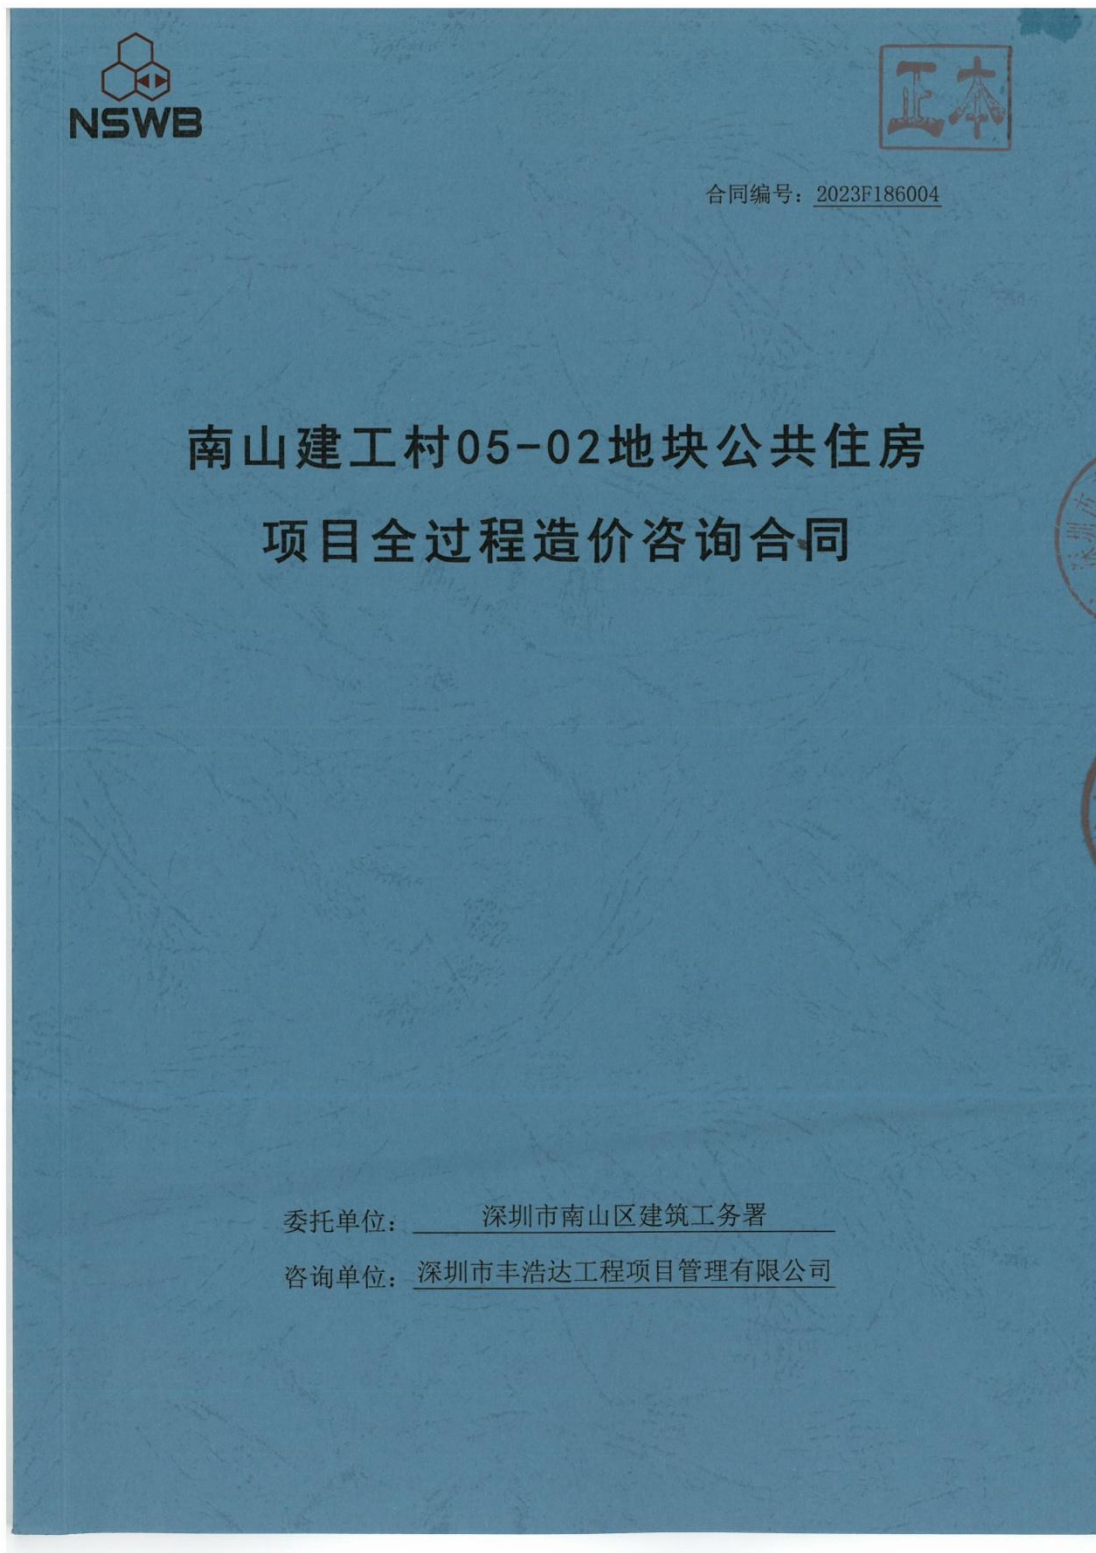 NSWB
正本
合同编号：2023F186004
南山建工村05-02地块公共住房
项目全过程造价咨询合同
深圳市
委托单位：深圳市南山区建筑工务署
咨询单位：深圳市丰浩达工程项目管理有限公司